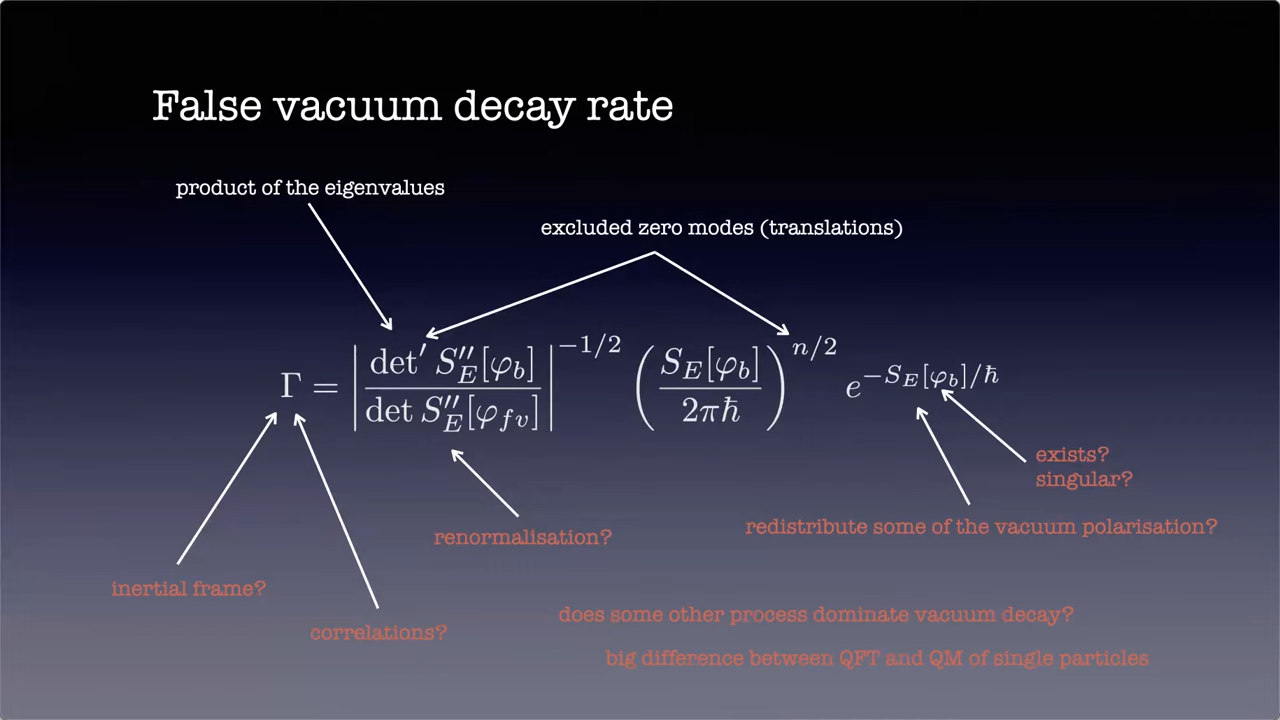 False vacuum decay rate
product of the eigenvalues
excluded zero modes (translations)
Γ = |det′ S″_E[φ_b] / det S″_E[φ_fv]|^{−1/2} (S_E[φ_b] / 2πħ)^{n/2} e^{−S_E[φ_b]/ħ}
exists?
singular?
redistribute some of the vacuum polarisation?
renormalisation?
inertial frame?
correlations?
does some other process dominate vacuum decay?
big difference between QFT and QM of single particles